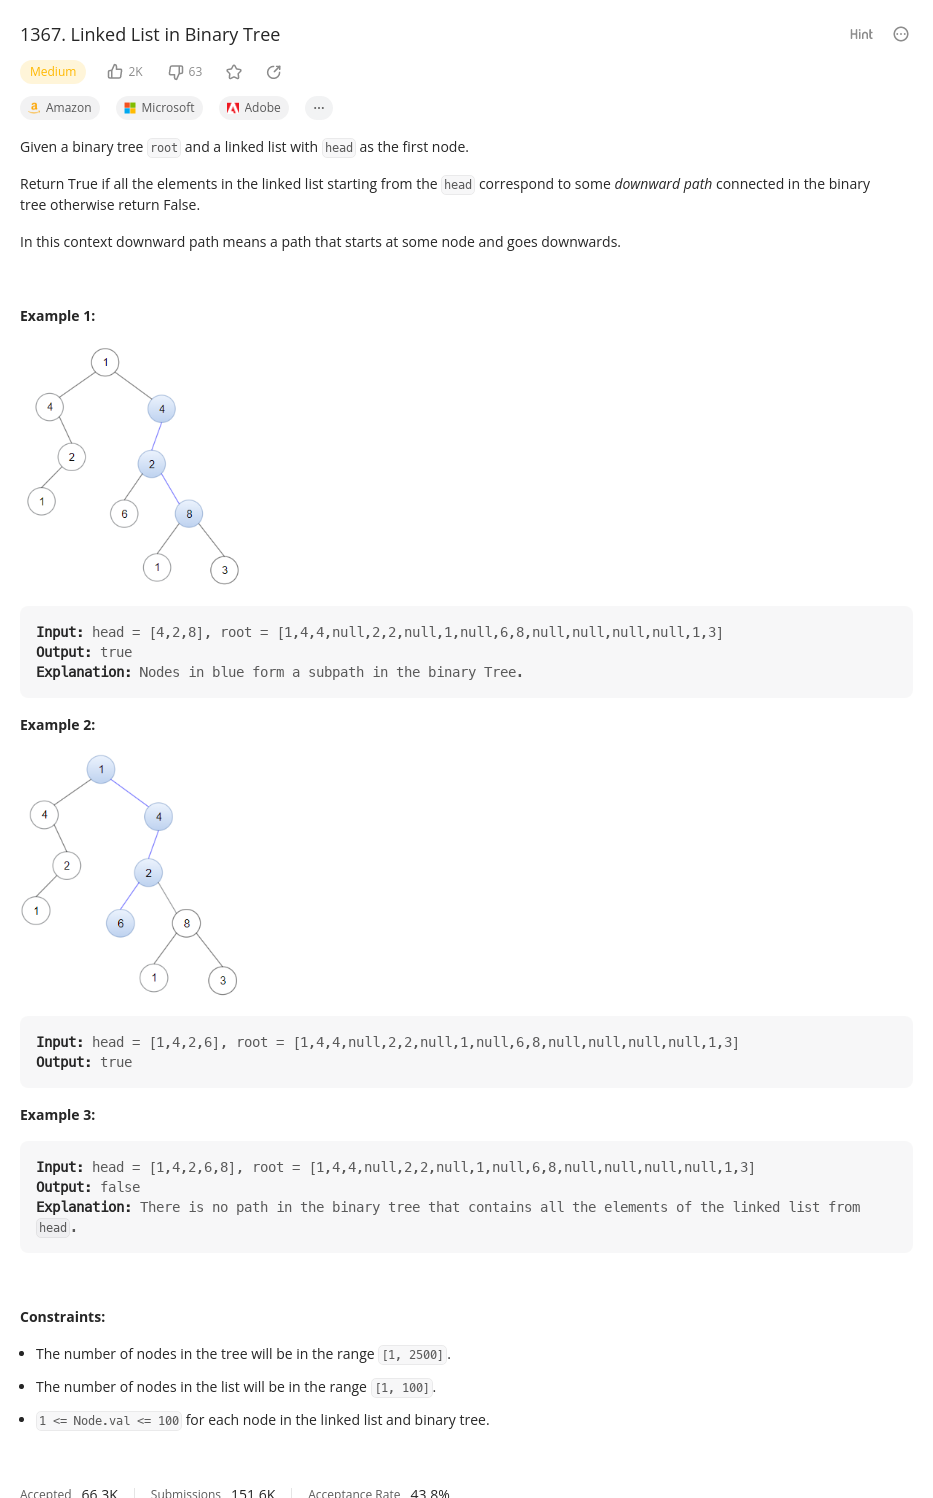 1367. Linked List in Binary Tree
Hint
Medium
2K
63
Amazon
Microsoft
Adobe
Given a binary tree root and a linked list with head as the first node.
Return True if all the elements in the linked list starting from the head correspond to some downward path connected in the binary
tree otherwise return False.
In this context downward path means a path that starts at some node and goes downwards.
Example 1:
1
4
4
2
2
1
6
8
1
3
Input: head = [4,2,8], root = [1,4,4,null,2,2,null,1,null,6,8,null,null,null,null,1,3]
Output: true
Explanation: Nodes in blue form a subpath in the binary Tree.
Example 2:
1
4
4
2
2
1
6
8
1
3
Input: head = [1,4,2,6], root = [1,4,4,null,2,2,null,1,null,6,8,null,null,null,null,1,3]
Output: true
Example 3:
Input: head = [1,4,2,6,8], root = [1,4,4,null,2,2,null,1,null,6,8,null,null,null,null,1,3]
Output: false
Explanation: There is no path in the binary tree that contains all the elements of the linked list from
head.
Constraints:
• The number of nodes in the tree will be in the range [1, 2500].
• The number of nodes in the list will be in the range [1, 100].
• 1 <= Node.val <= 100 for each node in the linked list and binary tree.
Accepted 66.3K Submissions 151.6K Acceptance Rate 43.8%